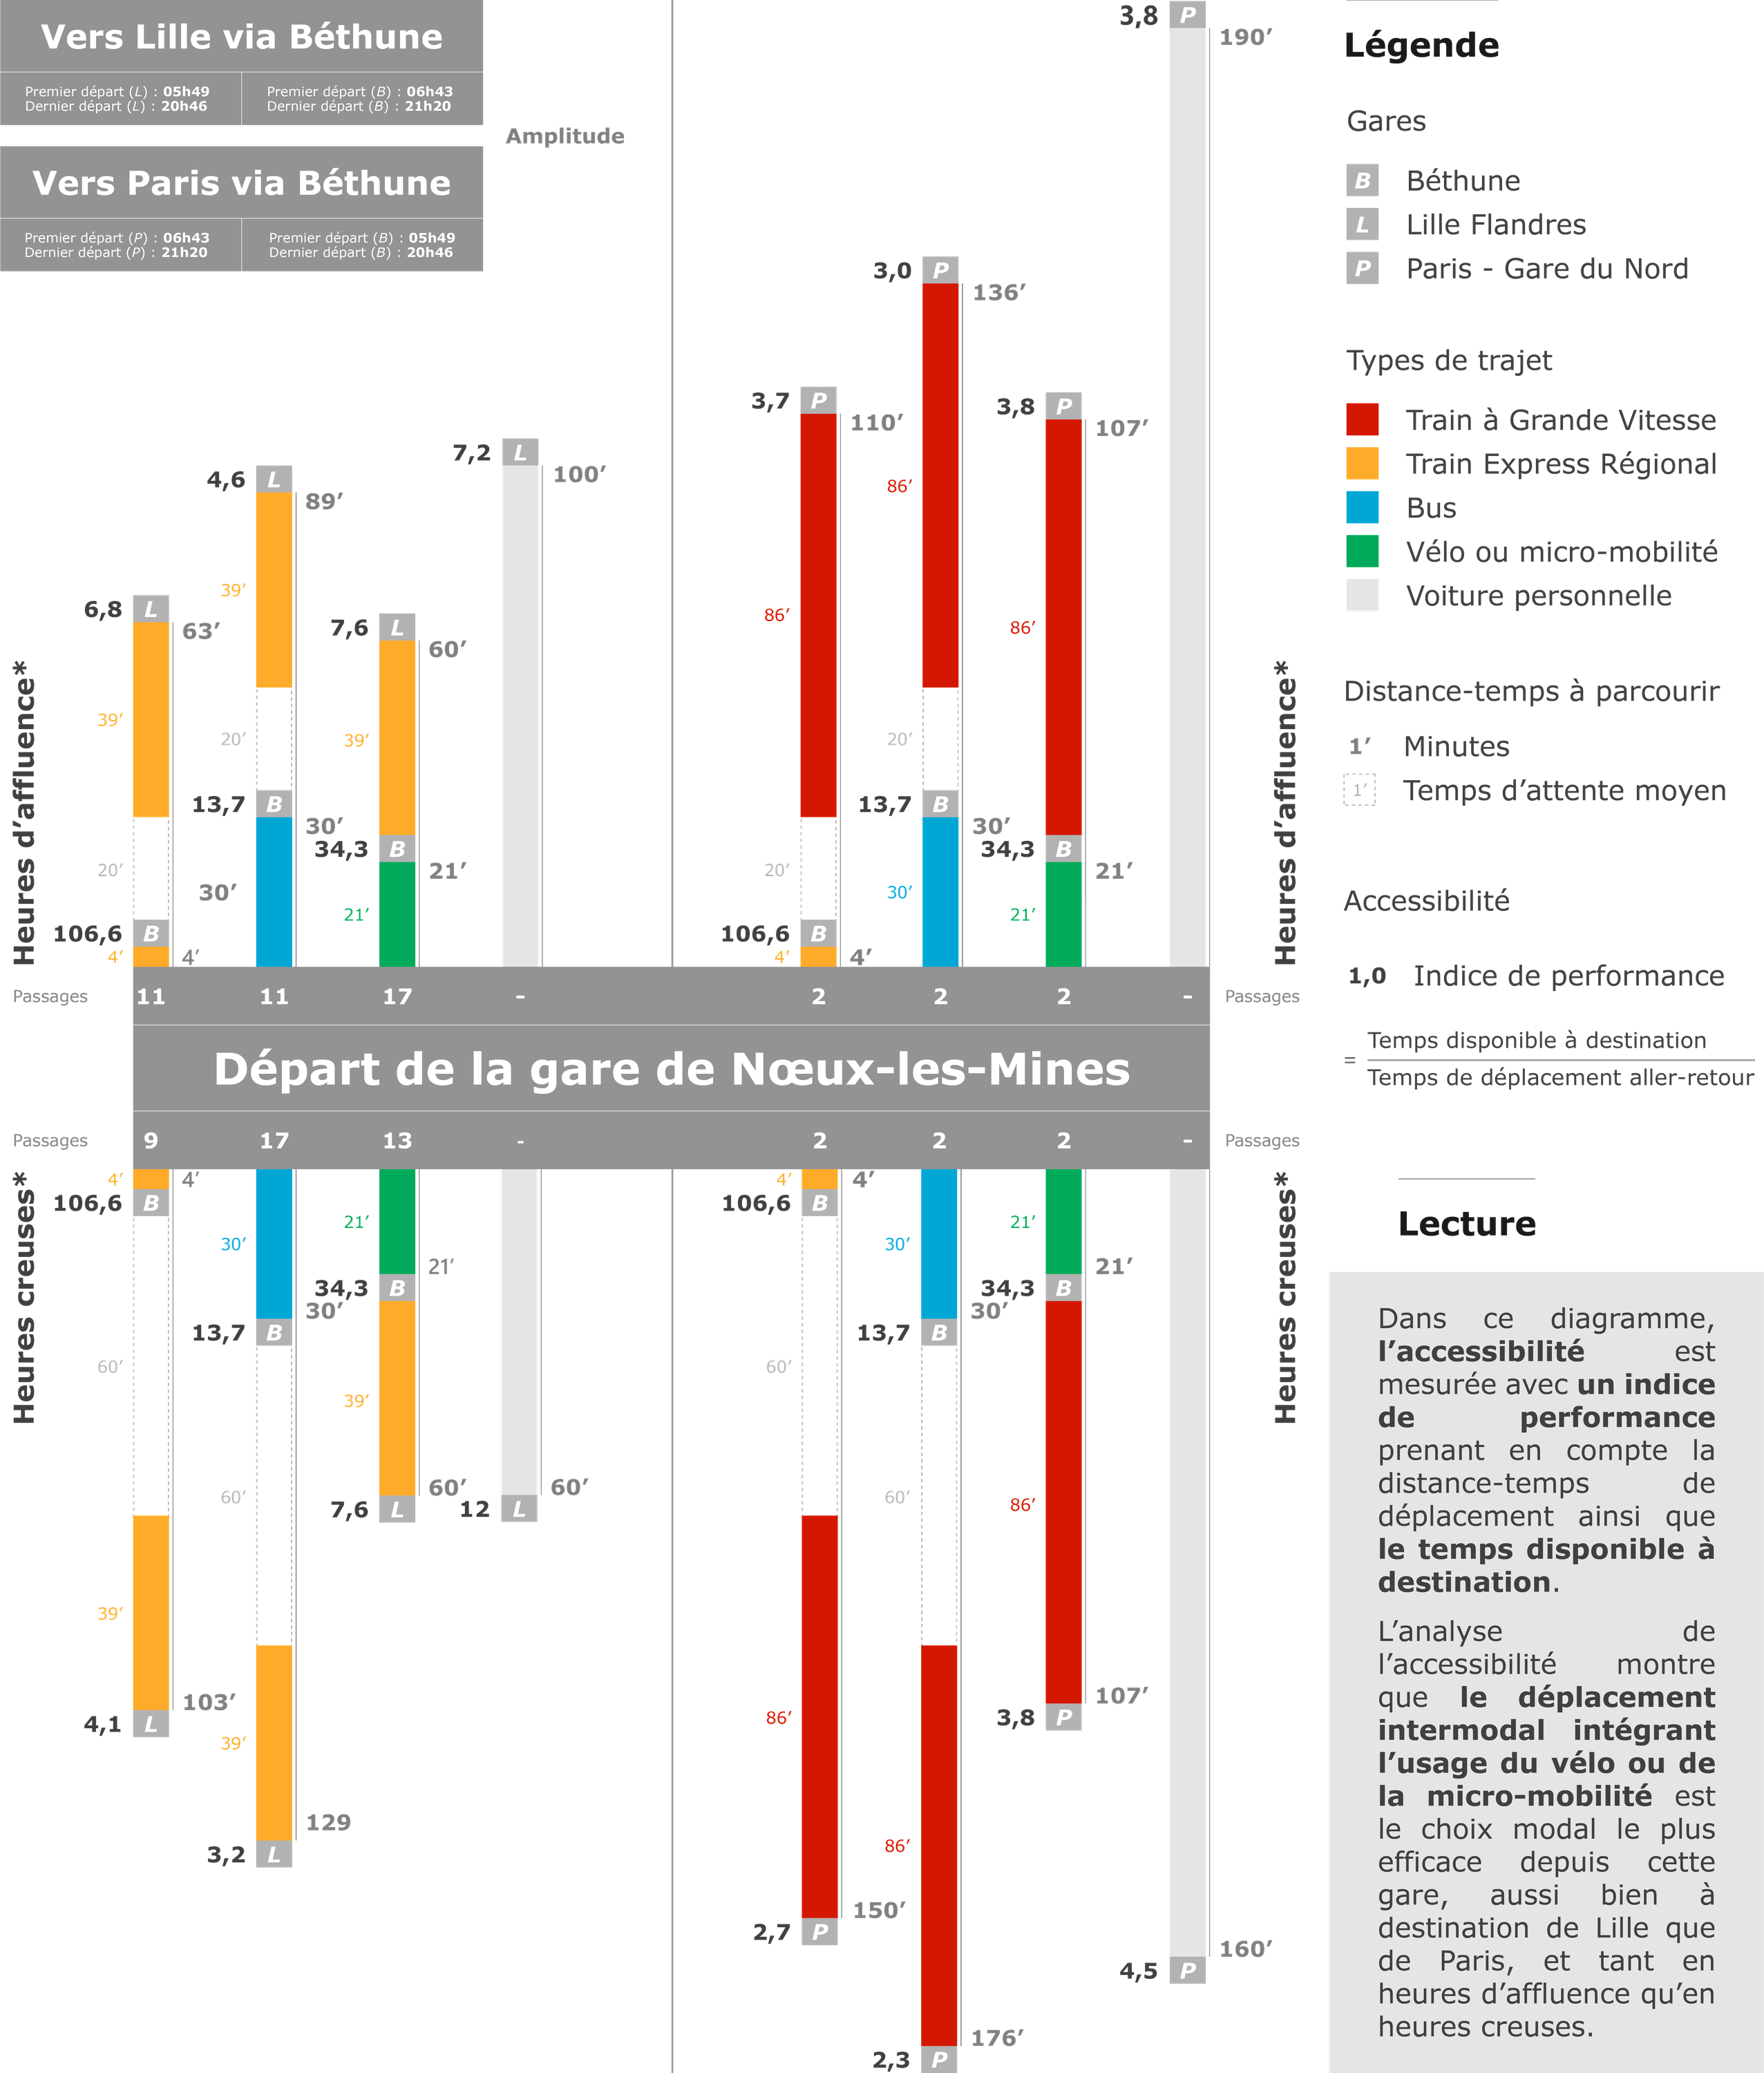 Vers Lille via Béthune
Premier départ (L) : 05h49
Dernier départ (L) : 20h46
Premier départ (B) : 06h43
Dernier départ (B) : 21h20
Vers Paris via Béthune
Premier départ (P) : 06h43
Dernier départ (P) : 21h20
Premier départ (B) : 05h49
Dernier départ (B) : 20h46
Amplitude
Heures d’affluence*
6,8 L
63’
39’
20’
106,6 B
4’ 4’
4,6 L
89’
39’
20’
13,7 B
30’
30’
7,6 L
60’
39’
34,3 B
21’
21’
7,2 L
100’
3,7 P
110’
86’
20’
106,6 B
4’ 4’
3,0 P
136’
86’
20’
13,7 B
30’
30’
3,8 P
107’
86’
34,3 B
21’
21’
3,8 P
190’
Heures d’affluence*
Passages 11 11 17 - 2 2 2 - Passages
Départ de la gare de Nœux-les-Mines
Passages 9 17 13 - 2 2 2 - Passages
Heures creuses*
4’ 4’
106,6 B
60’
39’
103’
4,1 L
30’
30’
13,7 B
60’
39’
129
3,2 L
21’
21’
34,3 B
39’
60’
7,6 L
60’
12 L
4’ 4’
106,6 B
60’
86’
150’
2,7 P
30’
30’
13,7 B
60’
86’
176’
2,3 P
21’
21’
34,3 B
86’
107’
3,8 P
160’
4,5 P
Heures creuses*
Légende
Gares
B Béthune
L Lille Flandres
P Paris - Gare du Nord
Types de trajet
Train à Grande Vitesse
Train Express Régional
Bus
Vélo ou micro-mobilité
Voiture personnelle
Distance-temps à parcourir
1’ Minutes
1’ Temps d’attente moyen
Accessibilité
1,0 Indice de performance
= Temps disponible à destination
Temps de déplacement aller-retour
Lecture
Dans ce diagramme,
l’accessibilité est
mesurée avec un indice
de performance
prenant en compte la
distance-temps de
déplacement ainsi que
le temps disponible à
destination.
L’analyse de
l’accessibilité montre
que le déplacement
intermodal intégrant
l’usage du vélo ou de
la micro-mobilité est
le choix modal le plus
efficace depuis cette
gare, aussi bien à
destination de Lille que
de Paris, et tant en
heures d’affluence qu’en
heures creuses.